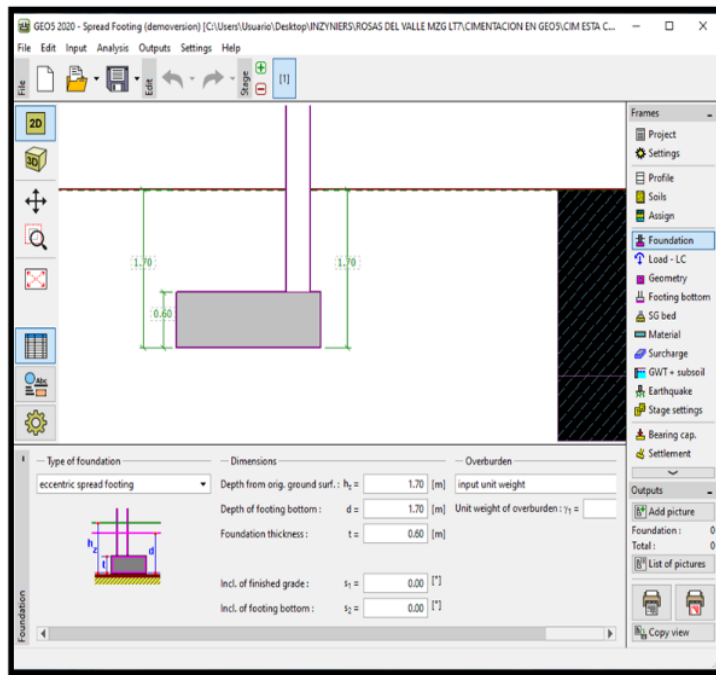 GEO5 2020 - Spread Footing (demoversion) [C:\Users\Usuario\Desktop\INZYNIERS\ROSAS DEL VALLE MZG LT7\CIMENTACION EN GEO5\CIM ESTA C...
File Edit Input Analysis Outputs Settings Help
File
Edit
Stage
[1]
2D
3D
Abc
1.70
1.70
0.60
Frames
Project
Settings
Profile
Soils
Assign
Foundation
Load - LC
Geometry
Footing bottom
SG bed
Material
Surcharge
GWT + subsoil
Earthquake
Stage settings
Bearing cap.
Settlement
Foundation
Type of foundation
eccentric spread footing
hz
t
d
Dimensions
Depth from orig. ground surf. : hz = 1.70 [m]
Depth of footing bottom : d = 1.70 [m]
Foundation thickness : t = 0.60 [m]
Incl. of finished grade : s1 = 0.00 [°]
Incl. of footing bottom : s2 = 0.00 [°]
Overburden
input unit weight
Unit weight of overburden : γ1 =
Outputs
Add picture
Foundation : 0
Total : 0
List of pictures
Copy view